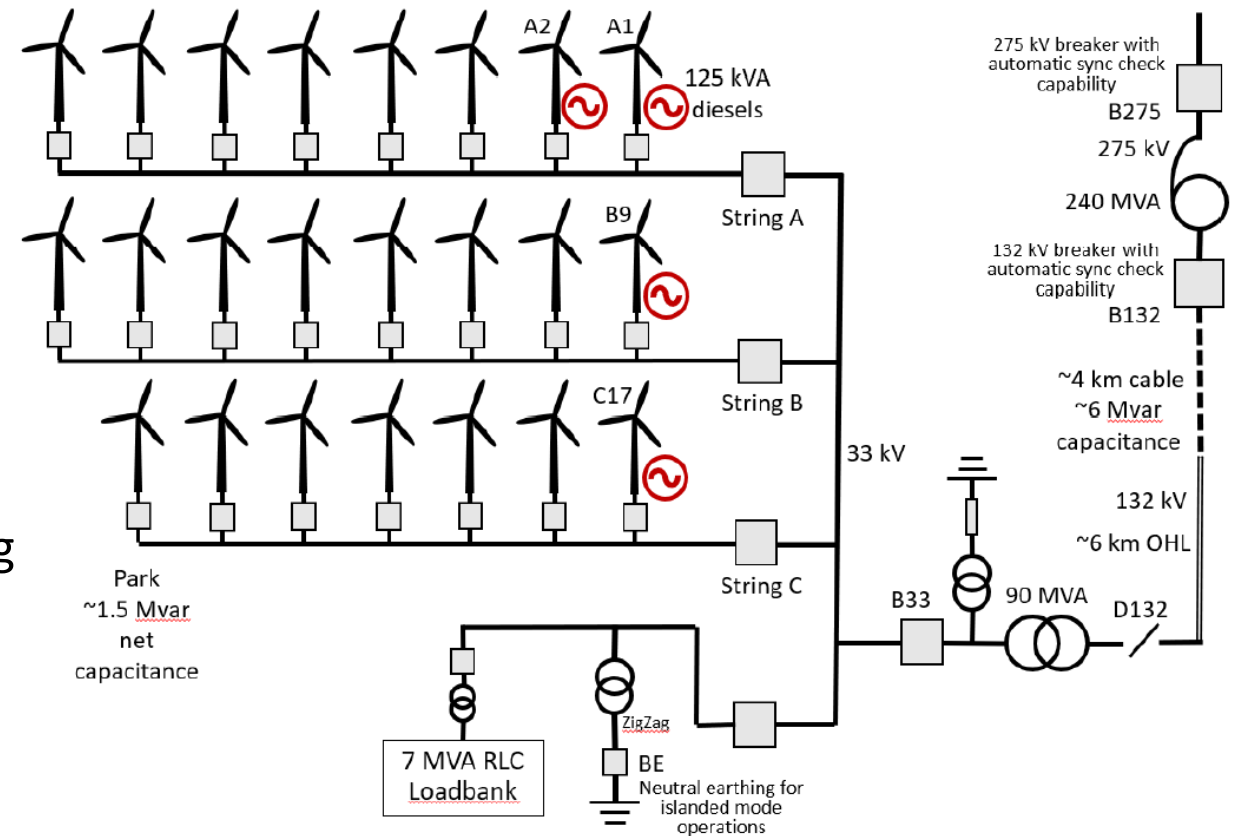 A2
A1
125 kVA
diesels
String A
B9
String B
C17
String C
33 kV
g
Park
~1.5 Mvar
net
capacitance
7 MVA RLC
Loadbank
ZigZag
BE
Neutral earthing for
islanded mode
operations
B33
90 MVA
D132
275 kV breaker with
automatic sync check
capability
B275
275 kV
240 MVA
132 kV breaker with
automatic sync check
capability
B132
~4 km cable
~6 Mvar
capacitance
132 kV
~6 km OHL